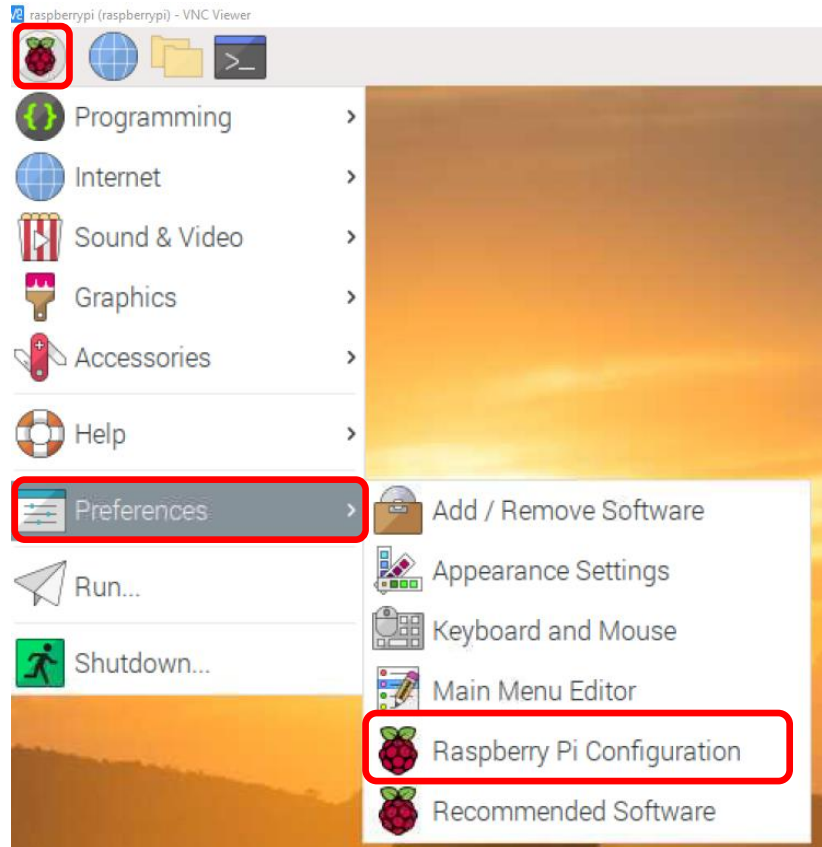 V2 raspberrypi (raspberrypi) - VNC Viewer
>_
Programming
Internet
Sound & Video
Graphics
Accessories
Help
Preferences
Add / Remove Software
Appearance Settings
Run...
Keyboard and Mouse
Shutdown...
Main Menu Editor
Raspberry Pi Configuration
Recommended Software